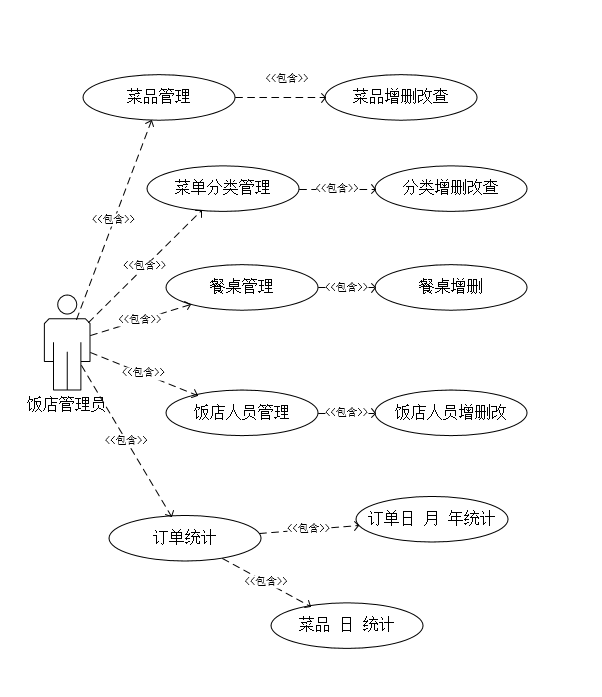 <<包含>>
菜品管理
菜品增删改查
菜单分类管理
<<包含>>
分类增删改查
<<包含>>
<<包含>>
餐桌管理
<<包含>>
餐桌增删
<<包含>>
<<包含>>
饭店管理员
饭店人员管理
<<包含>>
饭店人员增删改
<<包含>>
订单日 月 年统计
<<包含>>
订单统计
<<包含>>
菜品 日 统计